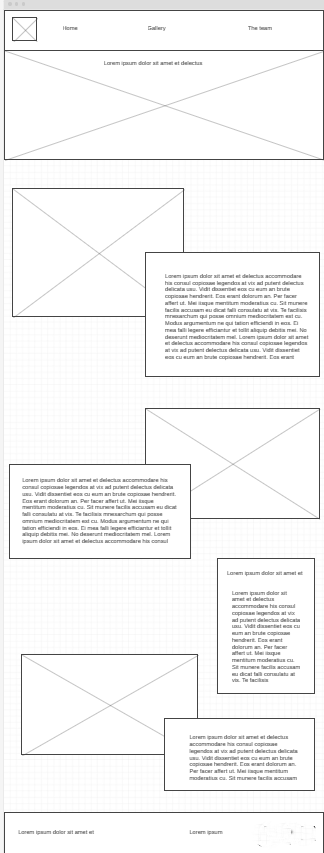 Home Gallery The team
Lorem ipsum dolor sit amet et delectus
Lorem ipsum dolor sit amet et delectus accommodare
his consul copiosae legendos at vix ad putent delectus
delicata usu. Vidit dissentiet eos cu eum an brute
copiosae hendrerit. Eos erant dolorum an. Per facer
affert ut. Mei iisque mentitum moderatius cu. Sit munere
facilis accusam eu dicat falli consulatu at vis. Te facilisis
mnesarchum qui posse omnium mediocritatem est cu.
Modus argumentum ne qui tation efficiendi in eos. Ei
mea falli legere efficiantur et tollit aliquip debitis mei. No
deserunt mediocritatem mel. Lorem ipsum dolor sit amet
et delectus accommodare his consul copiosae legendos
at vix ad putent delectus delicata usu. Vidit dissentiet
eos cu eum an brute copiosae hendrerit. Eos erant
Lorem ipsum dolor sit amet et delectus accommodare his
consul copiosae legendos at vix ad putent delectus delicata
usu. Vidit dissentiet eos cu eum an brute copiosae hendrerit.
Eos erant dolorum an. Per facer affert ut. Mei iisque
mentitum moderatius cu. Sit munere facilis accusam eu dicat
falli consulatu at vis. Te facilisis mnesarchum qui posse
omnium mediocritatem est cu. Modus argumentum ne qui
tation efficiendi in eos. Ei mea falli legere efficiantur et tollit
aliquip debitis mei. No deserunt mediocritatem mel. Lorem
ipsum dolor sit amet et delectus accommodare his consul
Lorem ipsum dolor sit amet et
Lorem ipsum dolor sit
amet et delectus
accommodare his consul
copiosae legendos at vix
ad putent delectus delicata
usu. Vidit dissentiet eos cu
eum an brute copiosae
hendrerit. Eos erant
dolorum an. Per facer
affert ut. Mei iisque
mentitum moderatius cu.
Sit munere facilis accusam
eu dicat falli consulatu at
vis. Te facilisis
Lorem ipsum dolor sit amet et delectus
accommodare his consul copiosae
legendos at vix ad putent delectus delicata
usu. Vidit dissentiet eos cu eum an brute
copiosae hendrerit. Eos erant dolorum an.
Per facer affert ut. Mei iisque mentitum
moderatius cu. Sit munere facilis accusam
Lorem ipsum dolor sit amet et Lorem ipsum